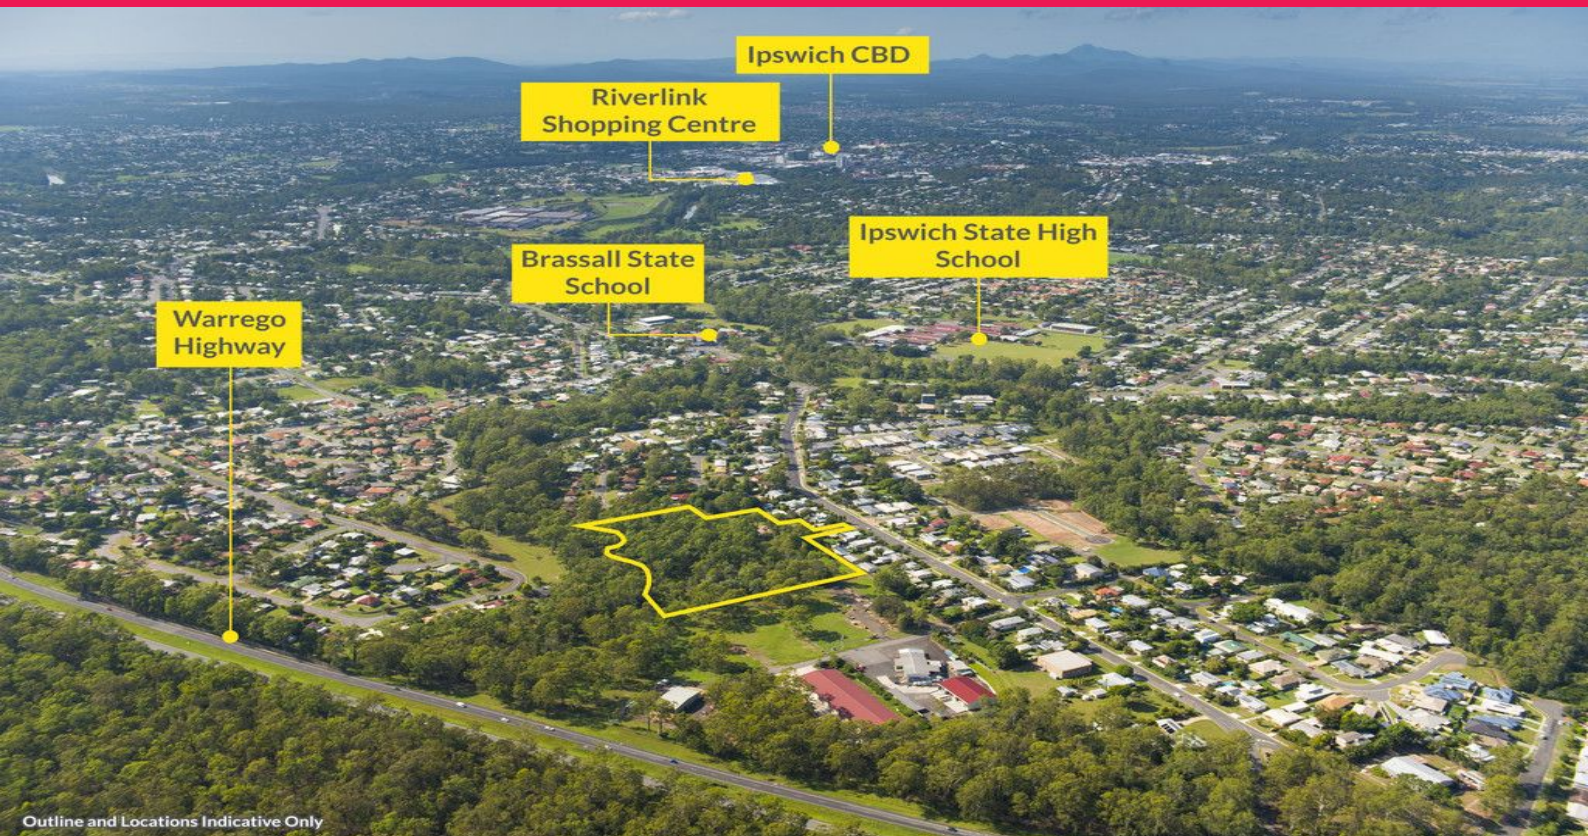 Ipswich CBD
Riverlink
Shopping Centre
Ipswich State High
School
Brassall State
School
Warrego
Highway
Outline and Locations Indicative Only